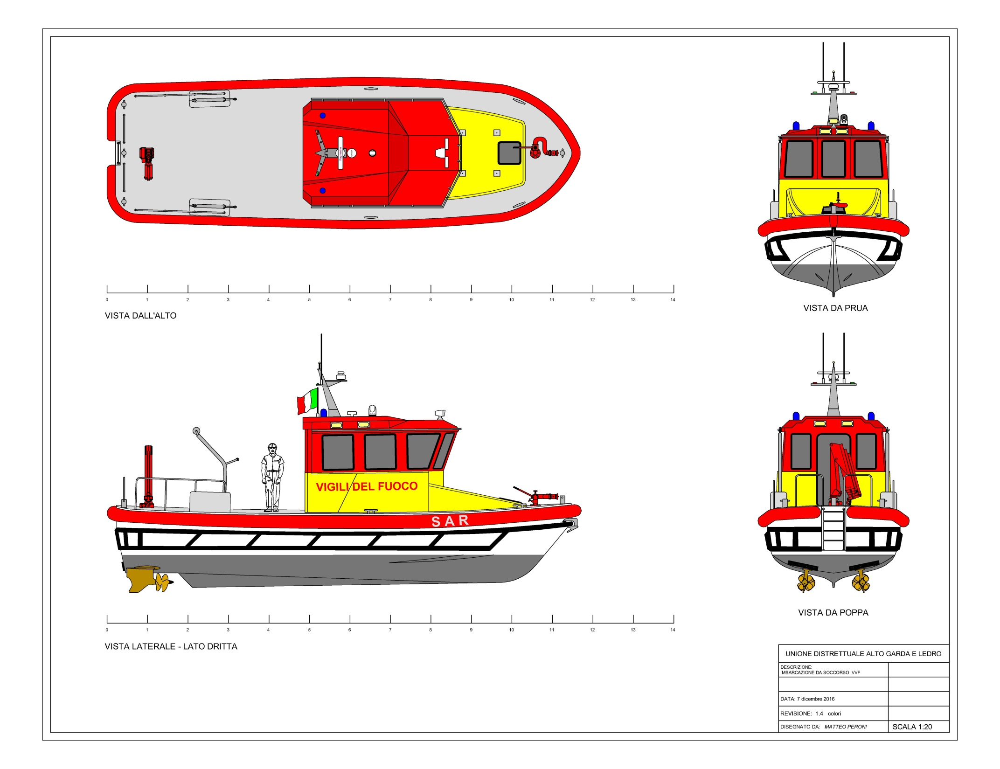 Raymarine
GARMIN
0 1 2 3 4 5 6 7 8 9 10 11 12 13 14
VISTA DALL'ALTO
VISTA DA PRUA
VIGILI DEL FUOCO
SAR
0 1 2 3 4 5 6 7 8 9 10 11 12 13 14
VISTA LATERALE - LATO DRITTA
VISTA DA POPPA
UNIONE DISTRETTUALE ALTO GARDA E LEDRO
DESCRIZIONE:
IMBARCAZIONE DA SOCCORSO VVF
DATA: 7 dicembre 2016
REVISIONE: 1.4 colori
DISEGNATO DA: MATTEO PERONI
SCALA 1:20